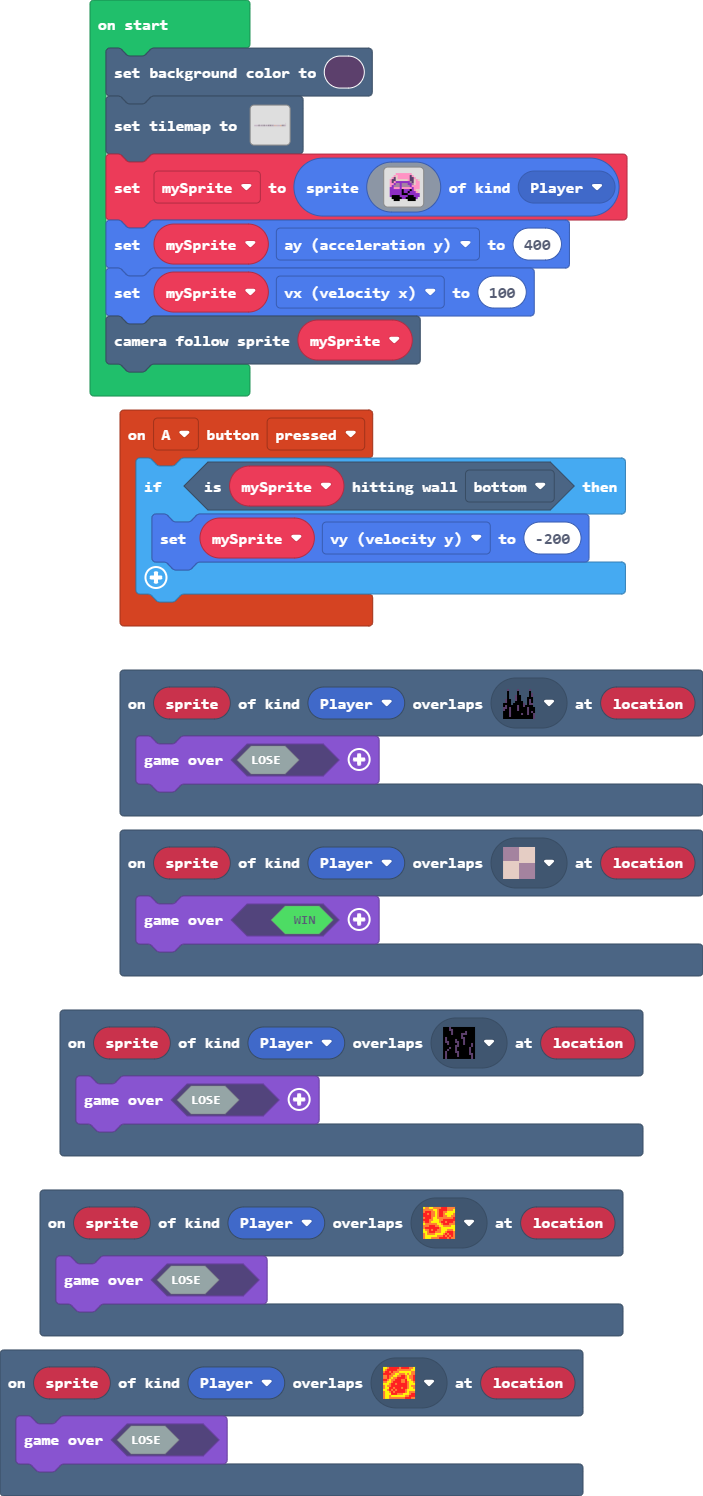 on start
set background color to
set tilemap to
set mySprite to sprite of kind Player
set mySprite ay (acceleration y) to 400
set mySprite vx (velocity x) to 100
camera follow sprite mySprite
on A button pressed
if is mySprite hitting wall bottom then
set mySprite vy (velocity y) to -200
on sprite of kind Player overlaps at location
game over LOSE
on sprite of kind Player overlaps at location
game over WIN
on sprite of kind Player overlaps at location
game over LOSE
on sprite of kind Player overlaps at location
game over LOSE
on sprite of kind Player overlaps at location
game over LOSE